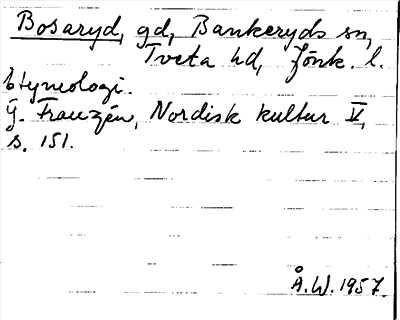 Bosaryd, gd, Bankeryds sn,
Tveta hd, Jönk. l.
Etymologi.
G. Franzén, Nordisk kultur V,
s. 151.
Å.W. 1957.